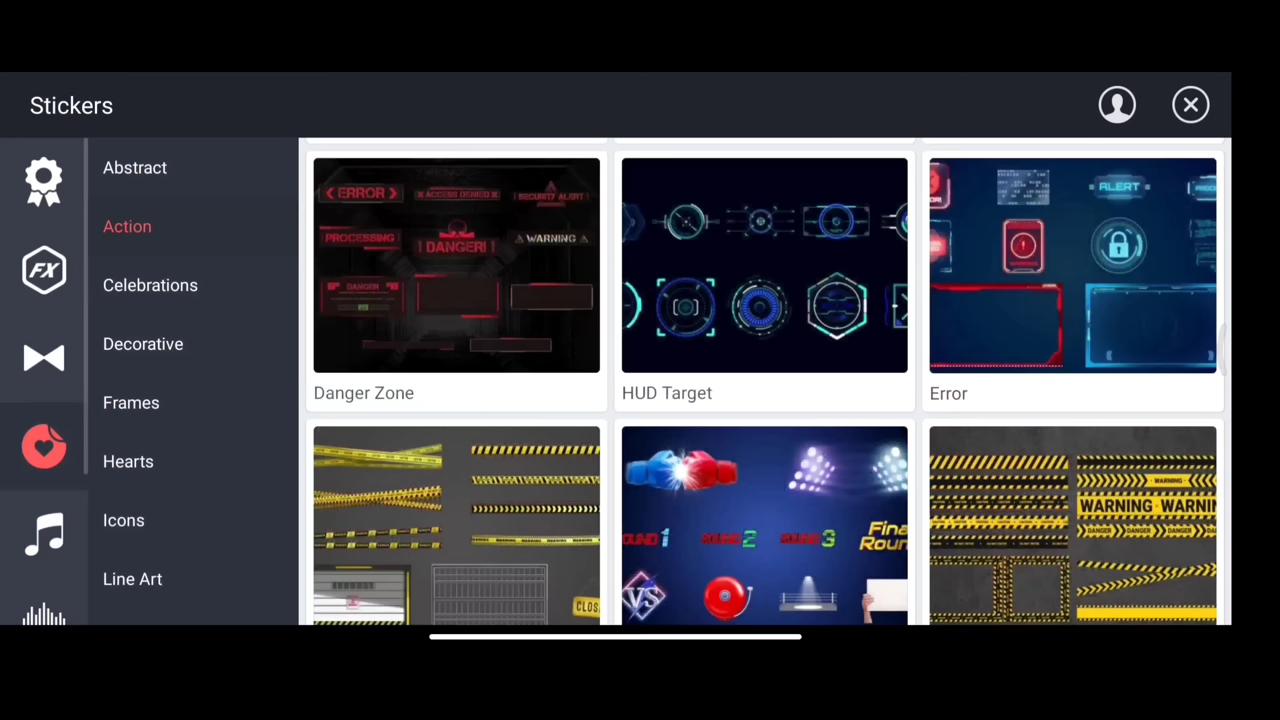 Stickers
Abstract
Action
Celebrations
Decorative
Frames
Hearts
Icons
Line Art
FX
ERROR
ACCESS DENIED
SECURITY ALERT
PROCESSING
! DANGER! !
WARNING
DANGER
Danger Zone
HUD Target
ALERT
Error
ROUND 1
ROUND 2
ROUND 3
Final
Round
VS
WARNING
WARNING WARNIN
DANGER DANGER